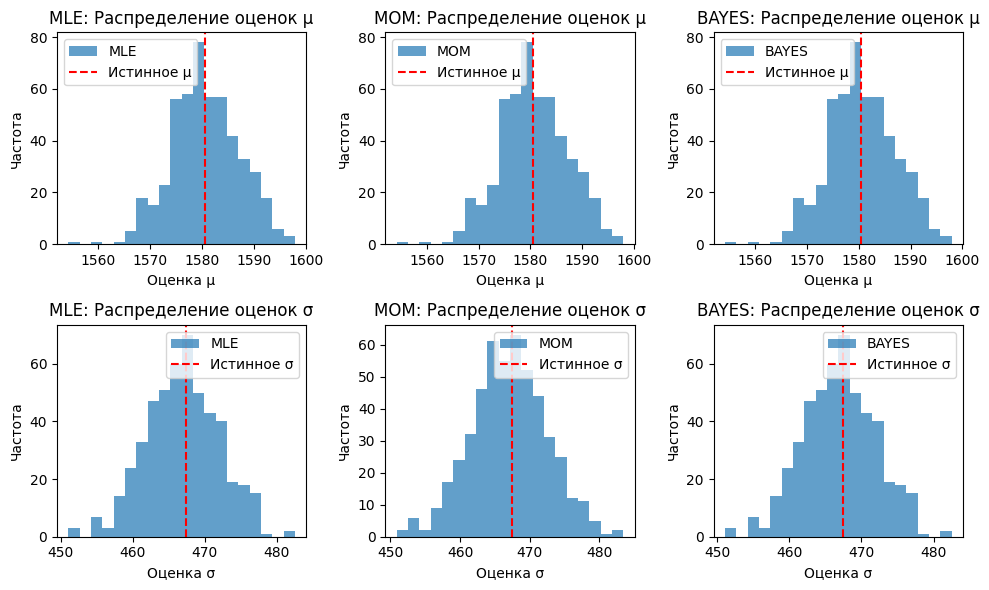 MLE: Распределение оценок μ
80
60
40
20
0
Частота
MLE
Истинное μ
1560 1570 1580 1590 1600
Оценка μ
MOM: Распределение оценок μ
80
60
40
20
0
Частота
MOM
Истинное μ
1560 1570 1580 1590 1600
Оценка μ
BAYES: Распределение оценок μ
80
60
40
20
0
Частота
BAYES
Истинное μ
1560 1570 1580 1590 1600
Оценка μ
MLE: Распределение оценок σ
60
40
20
0
Частота
MLE
Истинное σ
450 460 470 480
Оценка σ
MOM: Распределение оценок σ
60
50
40
30
20
10
0
Частота
MOM
Истинное σ
450 460 470 480
Оценка σ
BAYES: Распределение оценок σ
60
40
20
0
Частота
BAYES
Истинное σ
450 460 470 480
Оценка σ